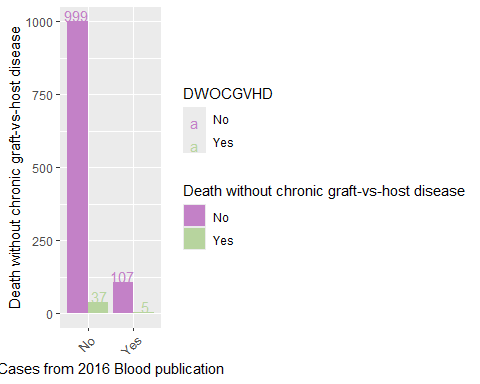 Death without chronic graft-vs-host disease
1000
750
500
250
0
999
37
107
5
No
Yes
Cases from 2016 Blood publication
DWOCGVHD
a No
a Yes
Death without chronic graft-vs-host disease
No
Yes